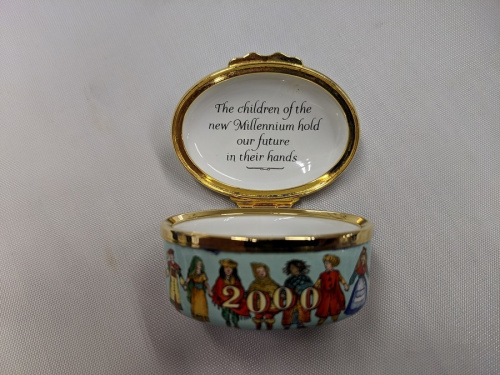 The children of the
new Millennium hold
our future
in their hands
2000